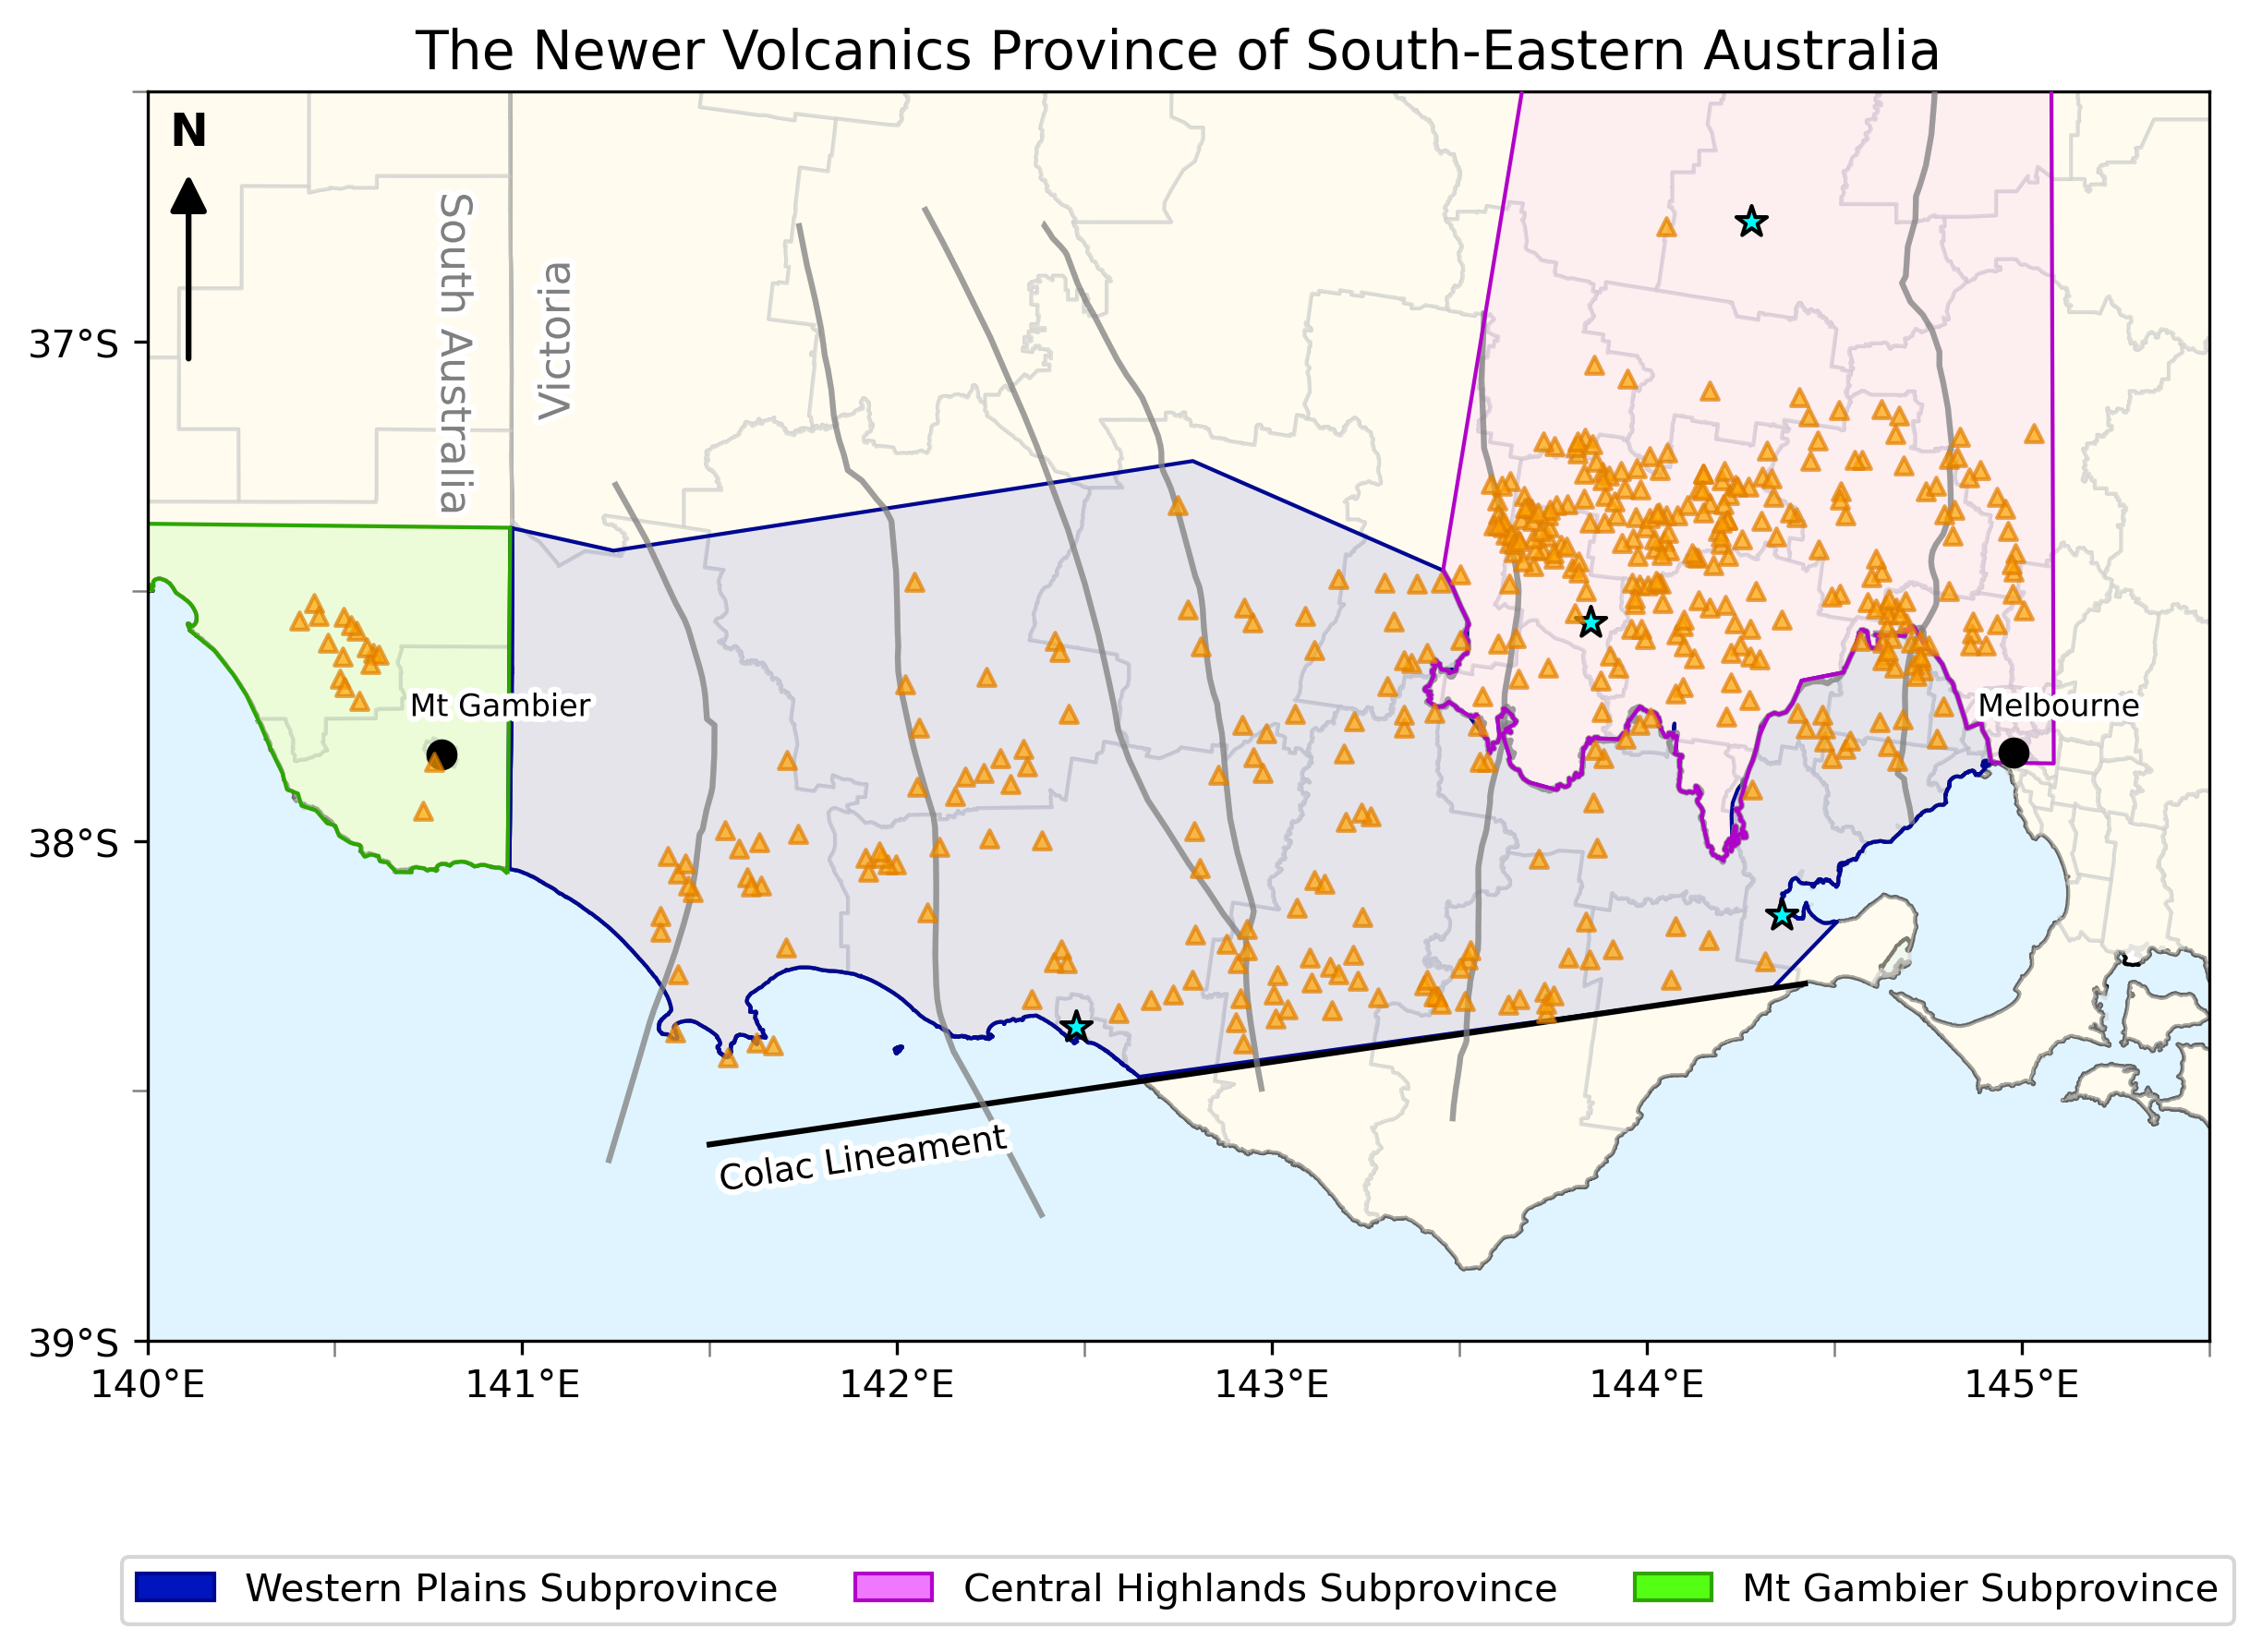 The Newer Volcanics Province of South-Eastern Australia
N
South Australia
Victoria
37°S
Mt Gambier
Melbourne
38°S
Colac Lineament
39°S
140°E
141°E
142°E
143°E
144°E
145°E
Western Plains Subprovince
Central Highlands Subprovince
Mt Gambier Subprovince